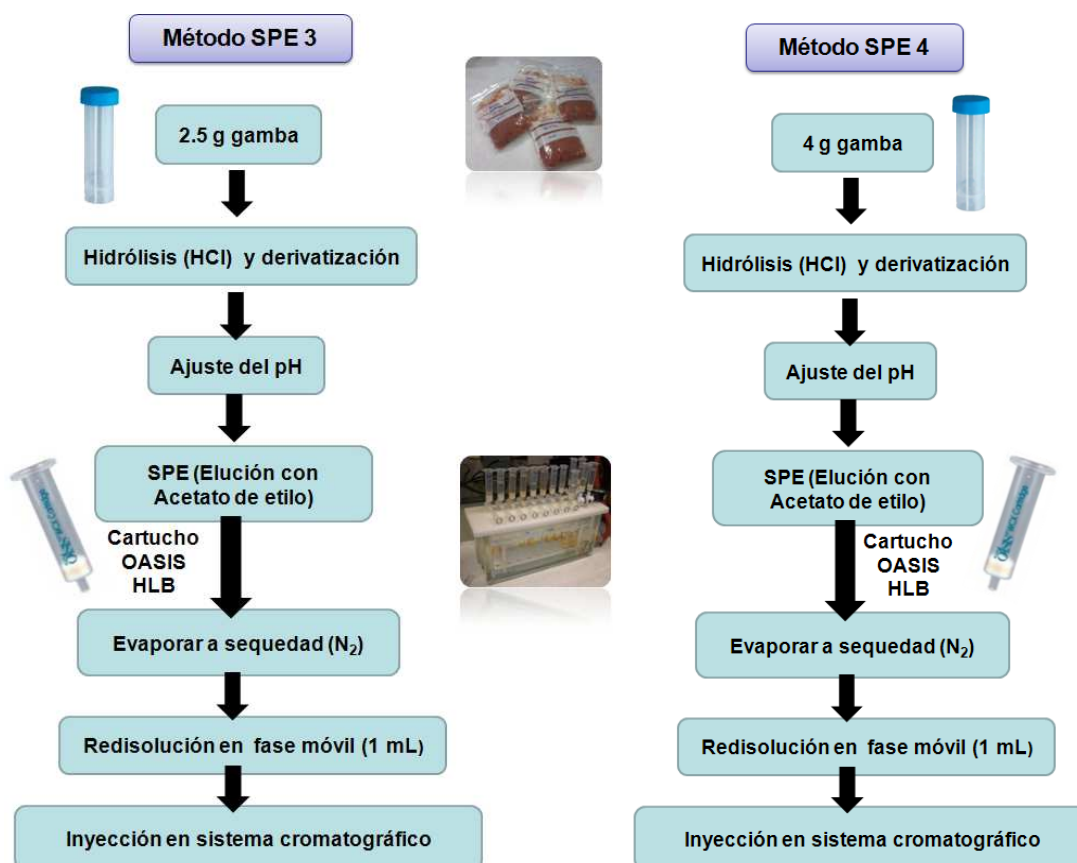 Método SPE 3
2.5 g gamba
Hidrólisis (HCl) y derivatización
Ajuste del pH
SPE (Elución con
Acetato de etilo)
Cartucho
OASIS
HLB
Evaporar a sequedad (N₂)
Redisolución en fase móvil (1 mL)
Inyección en sistema cromatográfico
Método SPE 4
4 g gamba
Hidrólisis (HCl) y derivatización
Ajuste del pH
SPE (Elución con
Acetato de etilo)
Cartucho
OASIS
HLB
Evaporar a sequedad (N₂)
Redisolución en fase móvil (1 mL)
Inyección en sistema cromatográfico